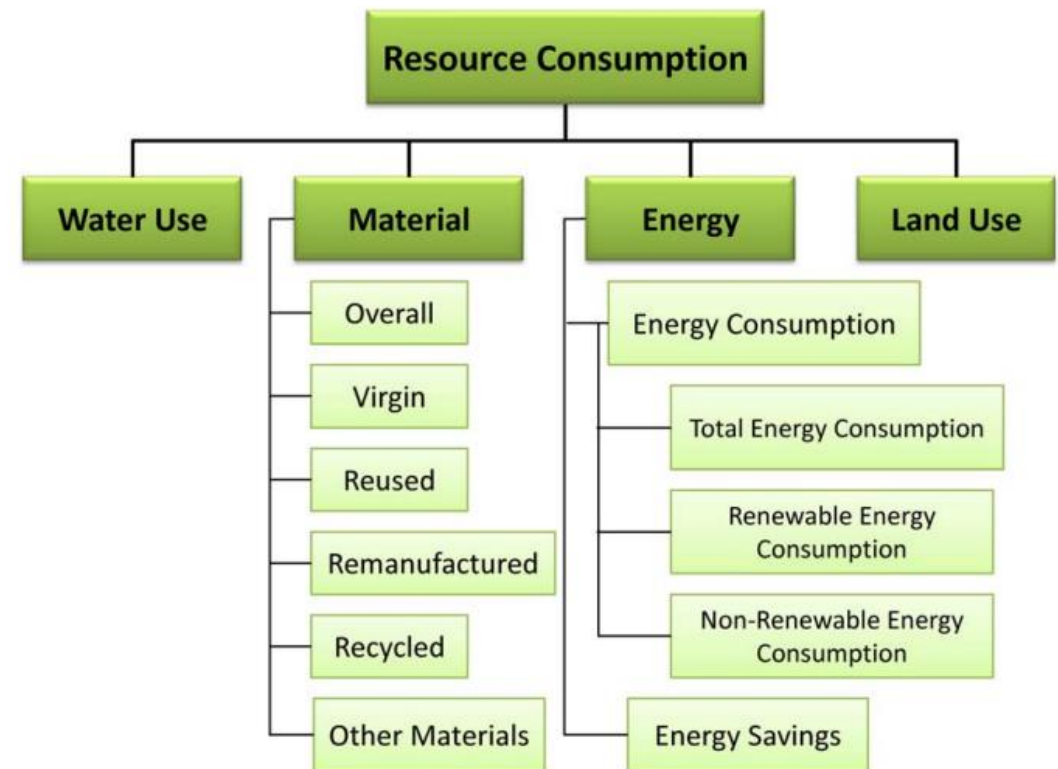 Resource Consumption
Water Use
Material
Energy
Land Use
Overall
Virgin
Reused
Remanufactured
Recycled
Other Materials
Energy Consumption
Total Energy Consumption
Renewable Energy
Consumption
Non-Renewable Energy
Consumption
Energy Savings